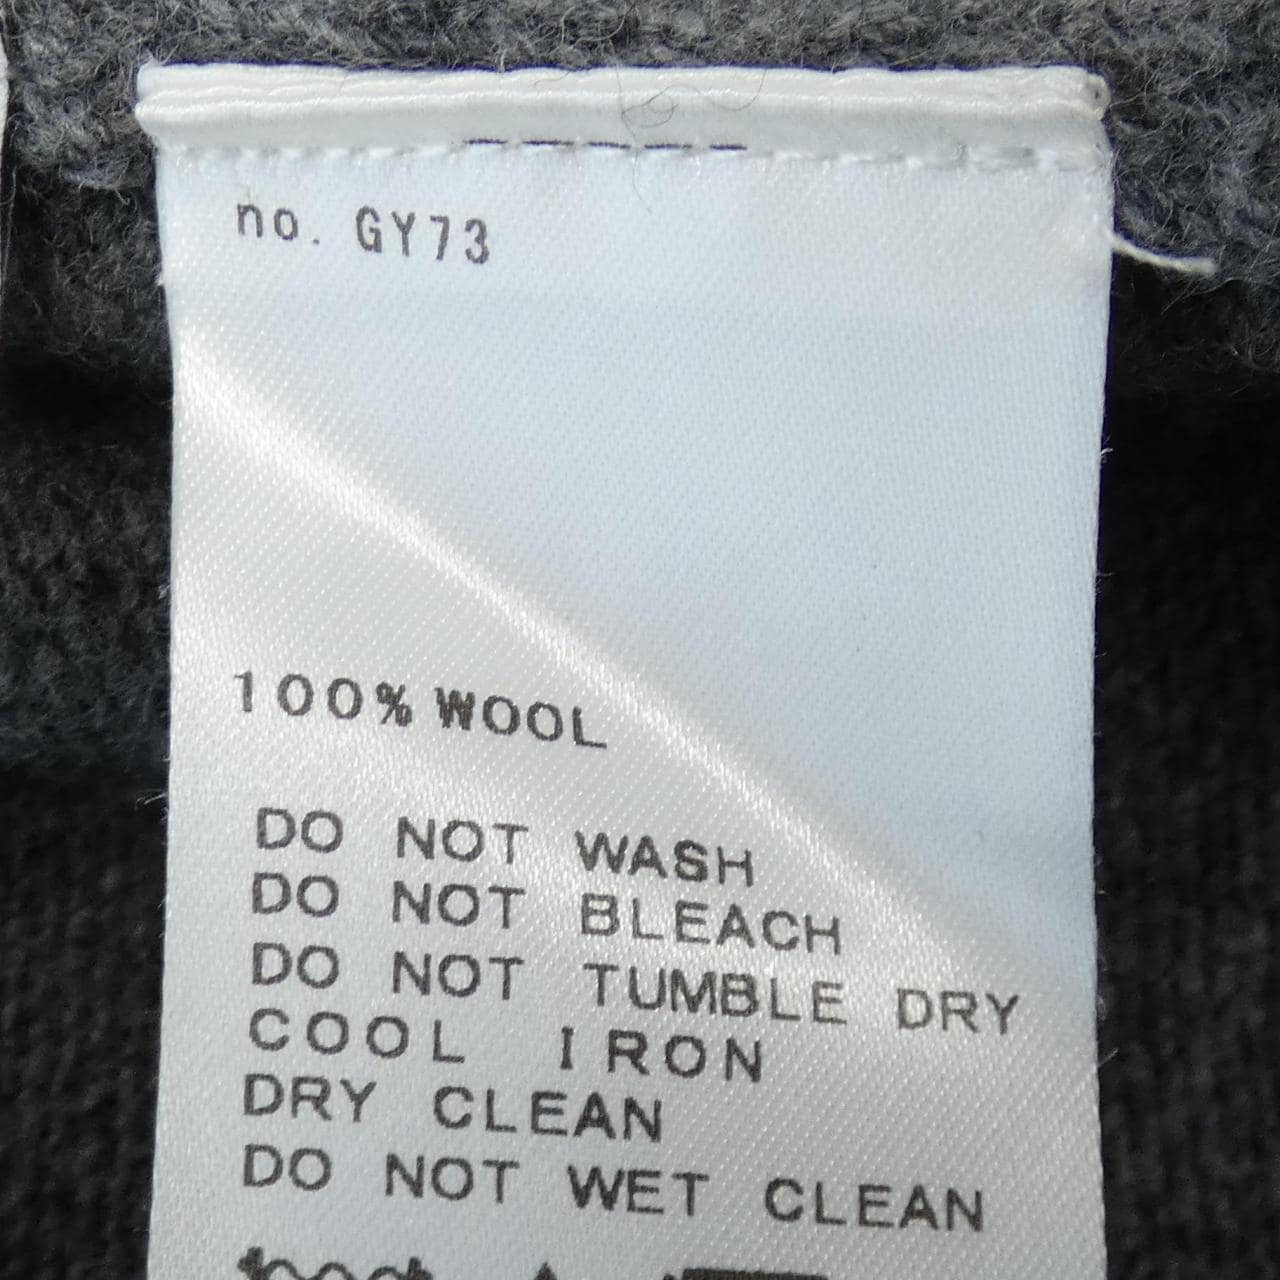 no. GY73
100% WOOL
DO NOT WASH
DO NOT BLEACH
DO NOT TUMBLE DRY
COOL IRON
DRY CLEAN
DO NOT WET CLEAN